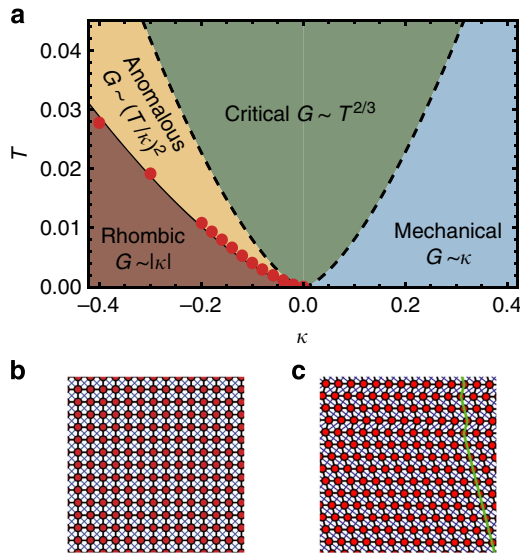 a
0.04
0.03
0.02
0.01
0.00
T
Anomalous
G ~ (T/κ)²
Critical G ~ T²/³
Rhombic
G ~|κ|
Mechanical
G ~κ
−0.4
−0.2
0.0
0.2
0.4
κ
b
c